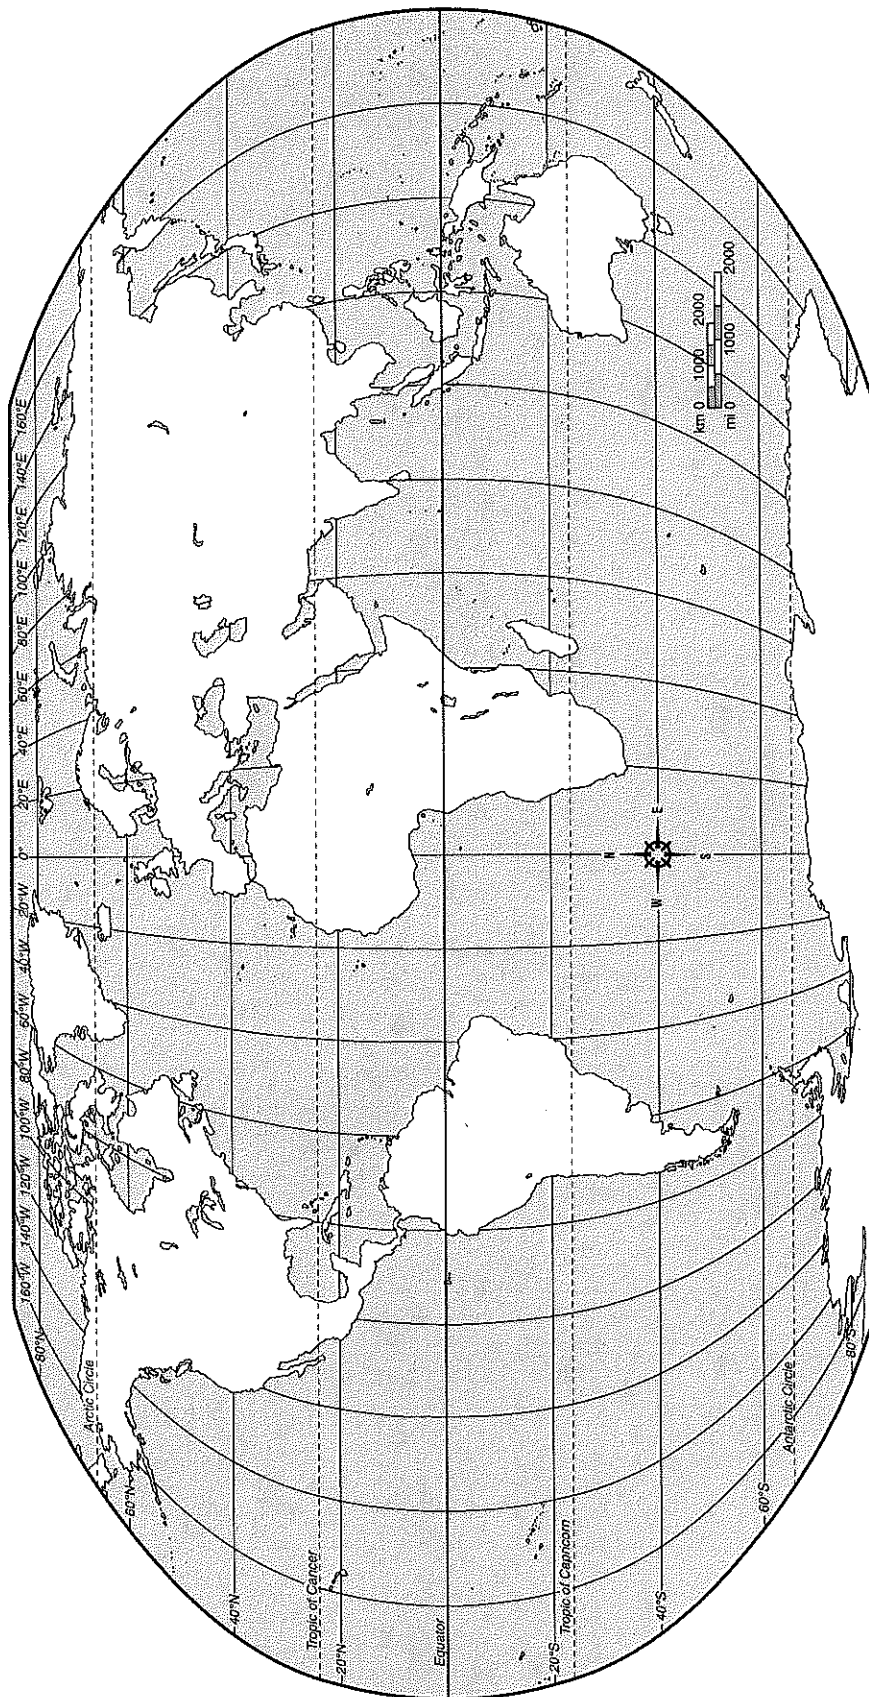 160°W
140°W
120°W
100°W
80°W
60°W
40°W
20°W
0°
20°E
40°E
60°E
80°E
100°E
120°E
140°E
160°E
80°N
Arctic Circle
60°N
40°N
Tropic of Cancer
20°N
Equator
20°S
Tropic of Capricorn
40°S
60°S
Antarctic Circle
80°S
N
W
E
S
km 0 1000 2000
mi 0 1000 2000